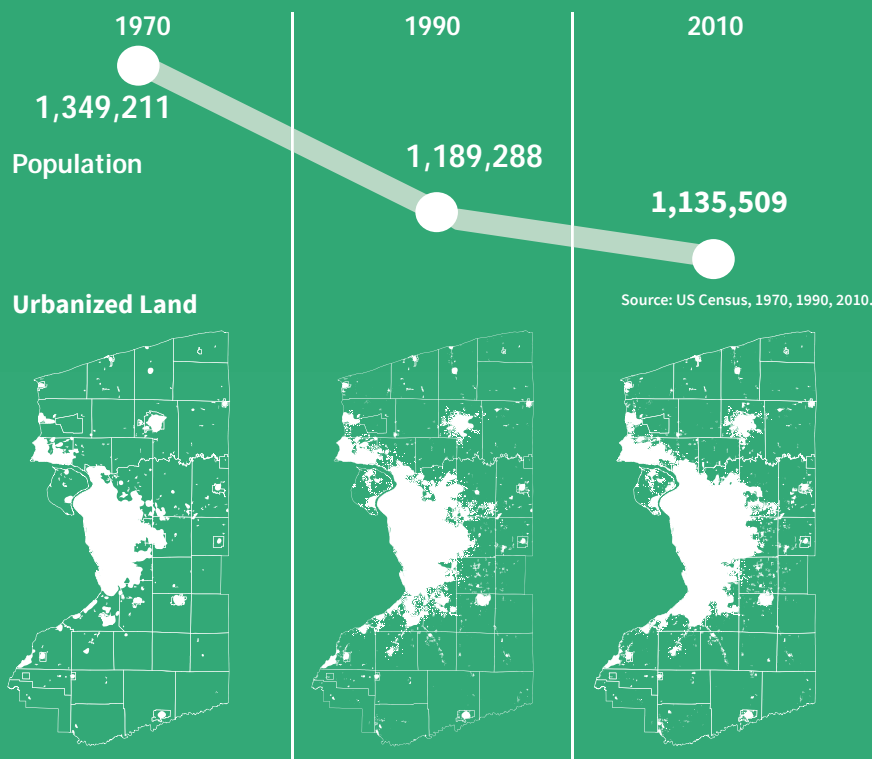 1970
1990
2010
1,349,211
Population
1,189,288
1,135,509
Urbanized Land
Source: US Census, 1970, 1990, 2010.